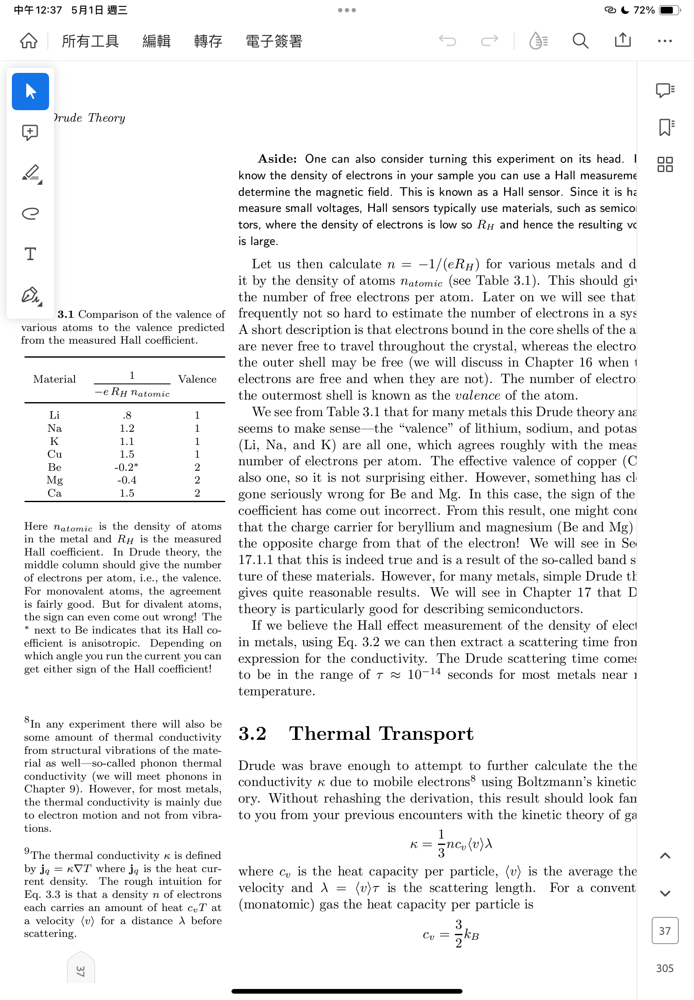 中午12:37 5月1日 週三
72%
所有工具 編輯 轉存 電子簽署
Drude Theory
Aside: One can also consider turning this experiment on its head.
know the density of electrons in your sample you can use a Hall
determine the magnetic field. This is known as a Hall sensor. Since it is
measure small voltages, Hall sensors typically use materials, such as
tors, where the density of electrons is low so R_H and hence the resulting
is large.
Let us then calculate n = −1/(eR_H) for various metals and
it by the density of atoms n_atomic (see Table 3.1). This should
the number of free electrons per atom. Later on we will see that
frequently not so hard to estimate the number of electrons in a
A short description is that electrons bound in the core shells of the
are never free to travel throughout the crystal, whereas the
the outer shell may be free (we will discuss in Chapter 16 when
electrons are free and when they are not). The number of
the outermost shell is known as the valence of the atom.
We see from Table 3.1 that for many metals this Drude theory
seems to make sense—the “valence” of lithium, sodium, and
(Li, Na, and K) are all one, which agrees roughly with the
number of electrons per atom. The effective valence of copper
also one, so it is not surprising either. However, something has
gone seriously wrong for Be and Mg. In this case, the sign of the
coefficient has come out incorrect. From this result, one might
that the charge carrier for beryllium and magnesium (Be and Mg)
the opposite charge from that of the electron! We will see in
17.1.1 that this is indeed true and is a result of the so-called band
ture of these materials. However, for many metals, simple Drude
gives quite reasonable results. We will see in Chapter 17 that
theory is particularly good for describing semiconductors.
If we believe the Hall effect measurement of the density of
in metals, using Eq. 3.2 we can then extract a scattering time
expression for the conductivity. The Drude scattering time comes
to be in the range of τ ≈ 10⁻¹⁴ seconds for most metals near
temperature.
3.2 Thermal Transport
Drude was brave enough to attempt to further calculate the
conductivity κ due to mobile electrons⁸ using Boltzmann’s kinetic
ory. Without rehashing the derivation, this result should look
to you from your previous encounters with the kinetic theory of
κ = 1/3 nc_v⟨v⟩λ
where c_v is the heat capacity per particle, ⟨v⟩ is the average
velocity and λ = ⟨v⟩τ is the scattering length. For a
(monatomic) gas the heat capacity per particle is
c_v = 3/2 k_B
3.1 Comparison of the valence of
various atoms to the valence predicted
from the measured Hall coefficient.
Material 1/(−e R_H n_atomic) Valence
Li .8 1
Na 1.2 1
K 1.1 1
Cu 1.5 1
Be -0.2* 2
Mg -0.4 2
Ca 1.5 2
Here n_atomic is the density of atoms
in the metal and R_H is the measured
Hall coefficient. In Drude theory, the
middle column should give the number
of electrons per atom, i.e., the valence.
For monovalent atoms, the agreement
is fairly good. But for divalent atoms,
the sign can even come out wrong! The
* next to Be indicates that its Hall co-
efficient is anisotropic. Depending on
which angle you run the current you can
get either sign of the Hall coefficient!
⁸In any experiment there will also be
some amount of thermal conductivity
from structural vibrations of the mate-
rial as well—so-called phonon thermal
conductivity (we will meet phonons in
Chapter 9). However, for most metals,
the thermal conductivity is mainly due
to electron motion and not from vibra-
tions.
⁹The thermal conductivity κ is defined
by j_q = κ∇T where j_q is the heat cur-
rent density. The rough intuition for
Eq. 3.3 is that a density n of electrons
each carries an amount of heat c_vT at
a velocity ⟨v⟩ for a distance λ before
scattering.
37
37
305